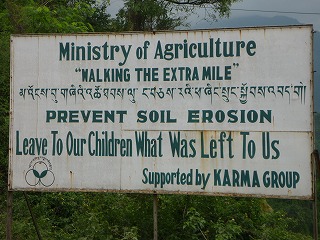 Ministry of Agriculture
"WALKING THE EXTRA MILE"
PREVENT SOIL EROSION
Leave To Our Children What Was Left To Us
Supported by KARMA GROUP